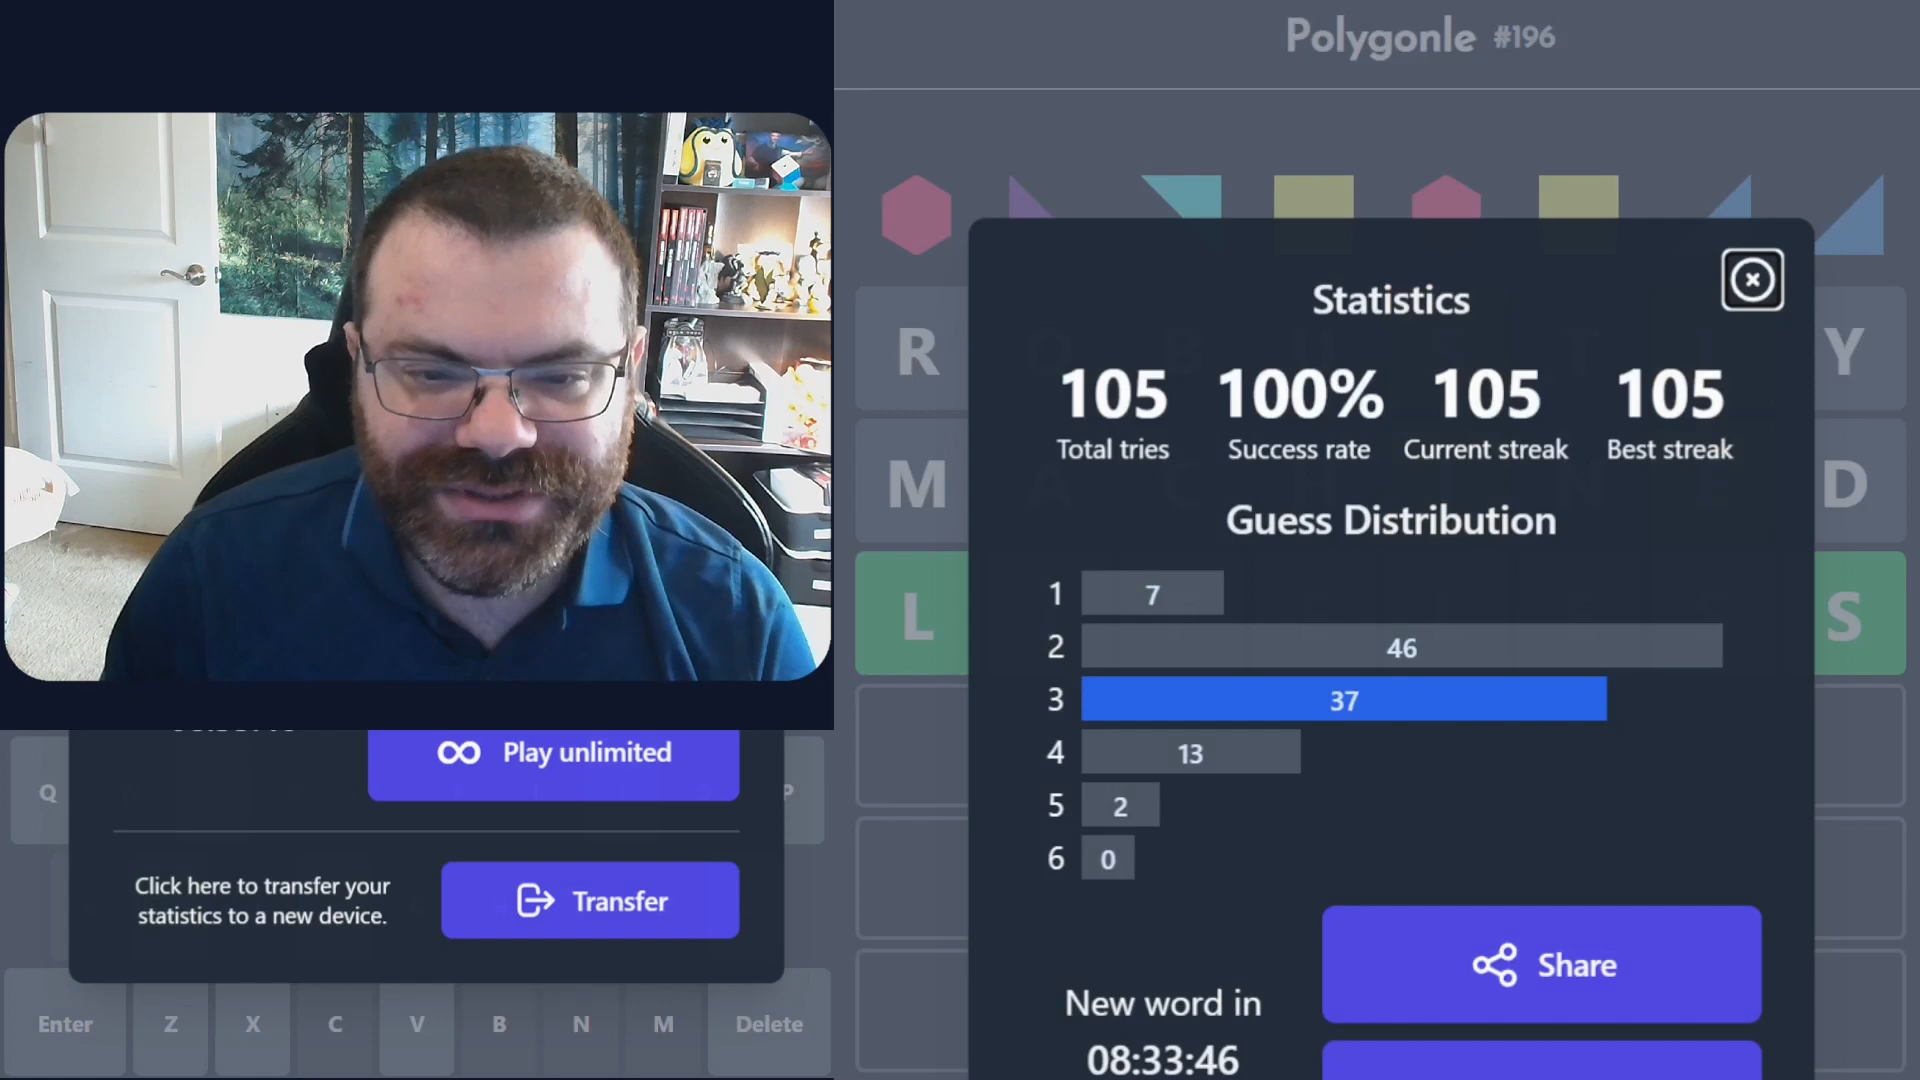 Polygonle #196
Statistics
105 100% 105 105
Total tries Success rate Current streak Best streak
Guess Distribution
1 7
2 46
3 37
4 13
5 2
6 0
Share
New word in
08:33:46
R Y
M D
L S
Play unlimited
Q P
Click here to transfer your
statistics to a new device.
Transfer
Enter Z X C V B N M Delete